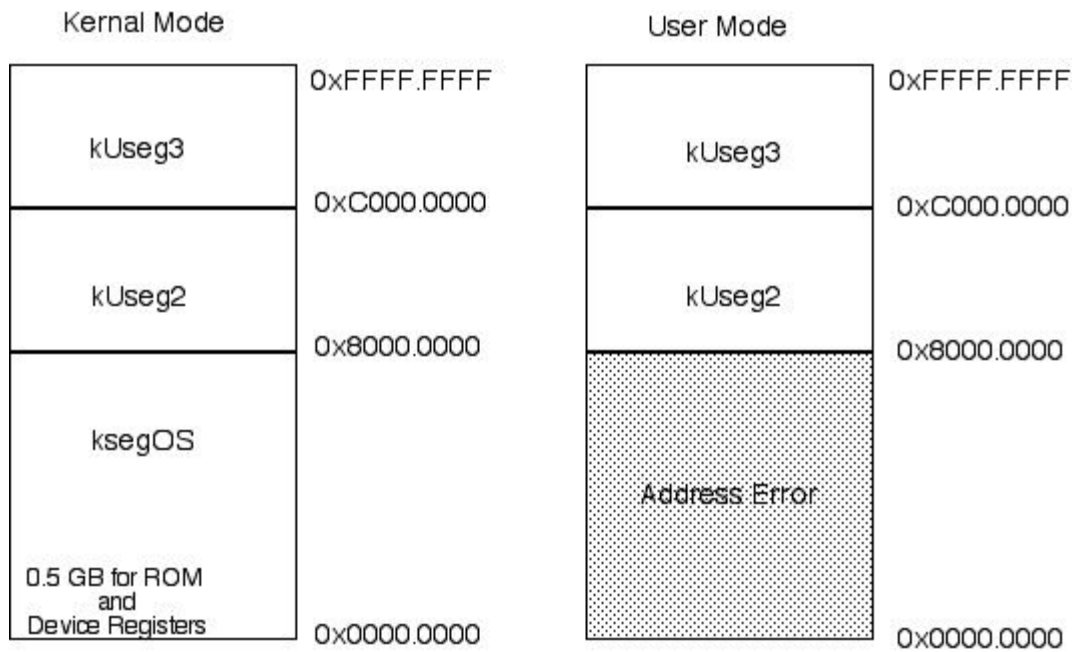 Kernal Mode
0xFFFF.FFFF
kUseg3
0xC000.0000
kUseg2
0x8000.0000
ksegOS
0.5 GB for ROM
and
Device Registers
0x0000.0000
User Mode
0xFFFF.FFFF
kUseg3
0xC000.0000
kUseg2
0x8000.0000
Address Error
0x0000.0000